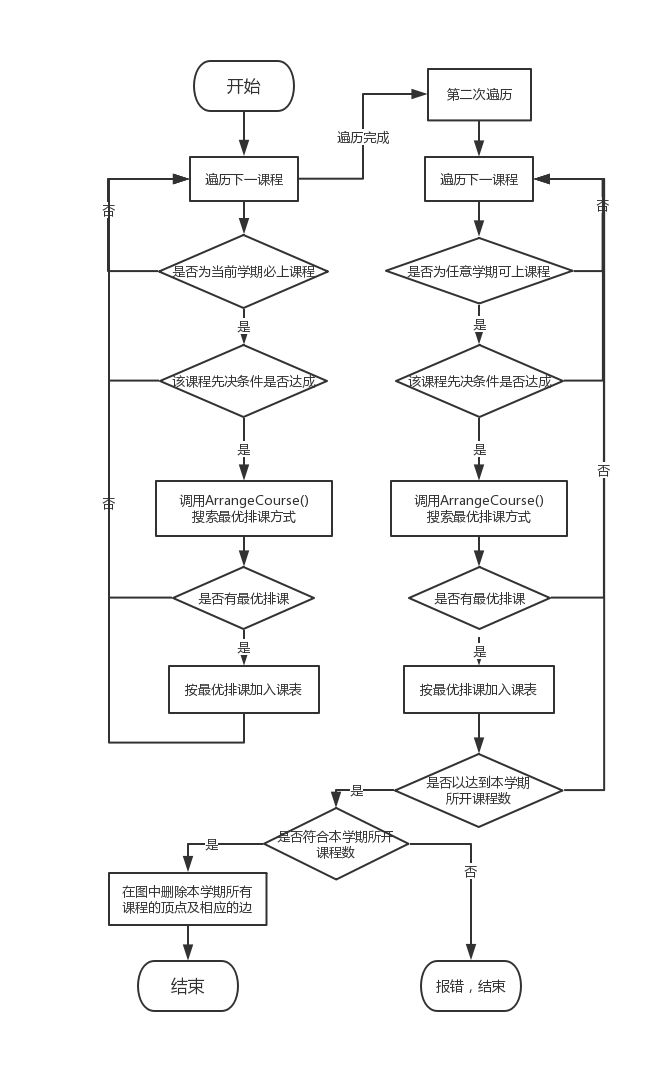 开始
第二次遍历
遍历完成
遍历下一课程
遍历下一课程
否
否
是否为当前学期必上课程
是否为任意学期可上课程
是
是
该课程先决条件是否达成
该课程先决条件是否达成
是
是
否
调用ArrangeCourse()
搜索最优排课方式
调用ArrangeCourse()
搜索最优排课方式
否
是否有最优排课
是否有最优排课
是
是
按最优排课加入课表
按最优排课加入课表
是否以达到本学期
所开课程数
是
是否符合本学期所开
课程数
是
否
在图中删除本学期所有
课程的顶点及相应的边
结束
报错，结束